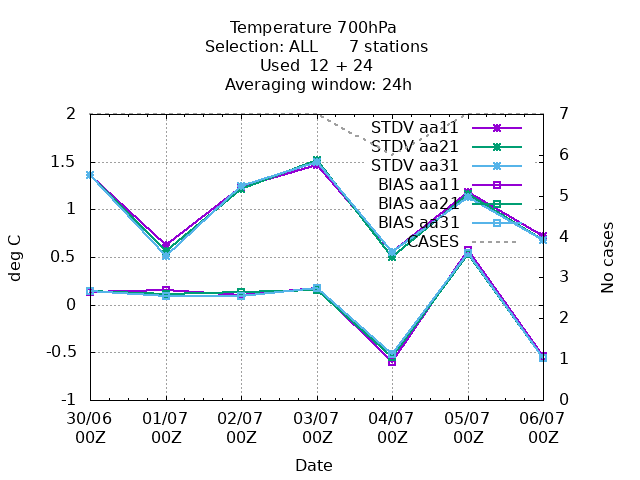 Temperature 700hPa
Selection: ALL 7 stations
Used 12 + 24
Averaging window: 24h
2
1.5
1
0.5
0
-0.5
-1
deg C
7
6
5
4
3
2
1
0
No cases
STDV aa11
STDV aa21
STDV aa31
BIAS aa11
BIAS aa21
BIAS aa31
CASES
30/06 01/07 02/07 03/07 04/07 05/07 06/07
00Z 00Z 00Z 00Z 00Z 00Z 00Z
Date